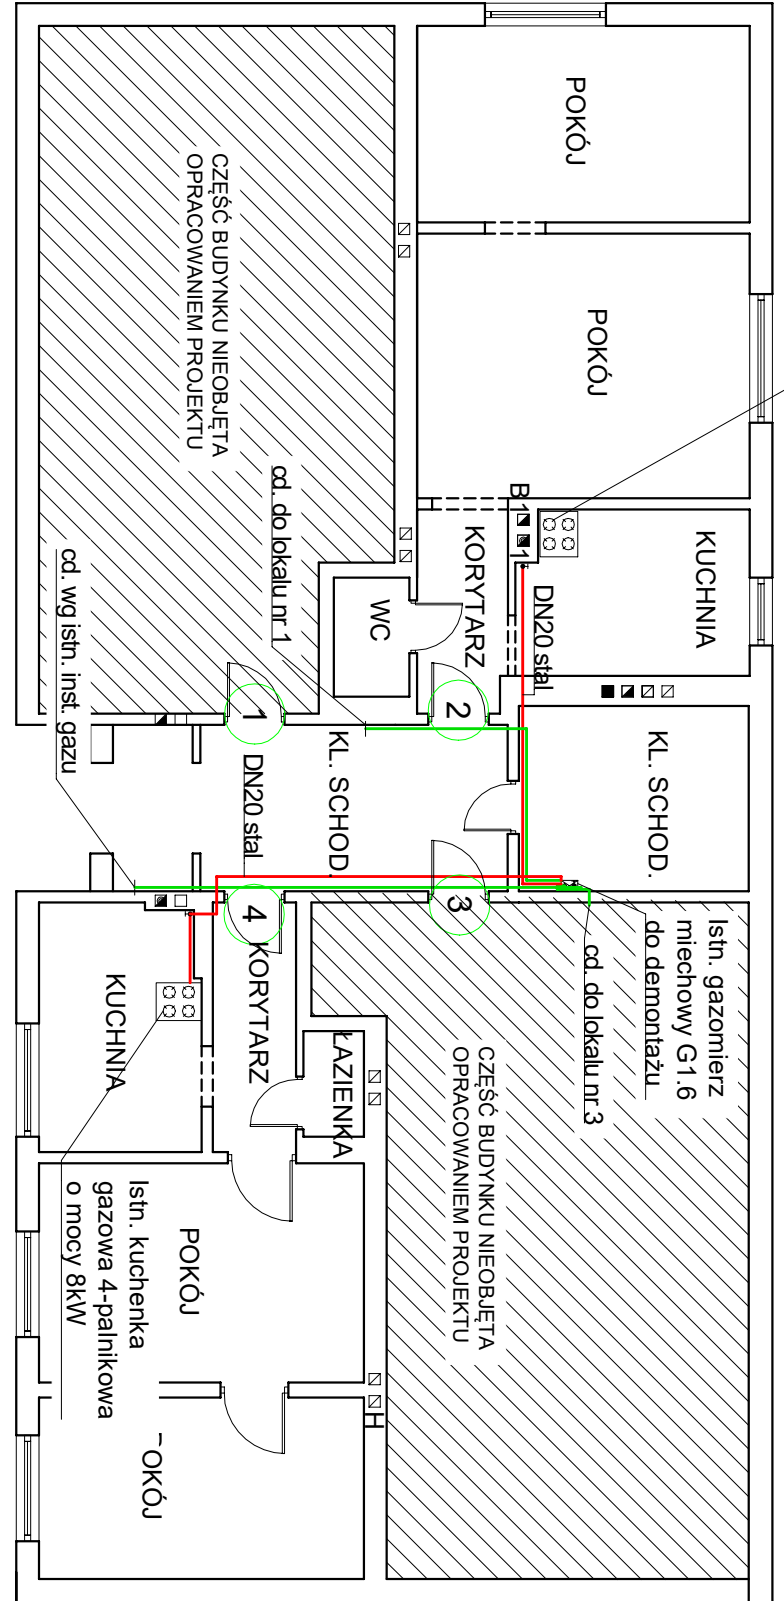 POKÓJ
CZĘŚĆ BUDYNKU NIEOBJĘTA
OPRACOWANIEM PROJEKTU
POKÓJ
cd. do lokalu nr 1
KORYTARZ
KUCHNIA
cd. wg istn. inst. gazu
WC
DN20 stal
1
2
DN20 stal
KL. SCHOD.
KL. SCHOD.
4
3
Istn. gazomierz
miechowy G1.6
do demontażu
cd. do lokalu nr 3
KUCHNIA
KORYTARZ
ŁAZIENKA
CZĘŚĆ BUDYNKU NIEOBJĘTA
OPRACOWANIEM PROJEKTU
Istn. kuchenka
gazowa 4-palnikowa
o mocy 8kW
POKÓJ
H
OKÓJ